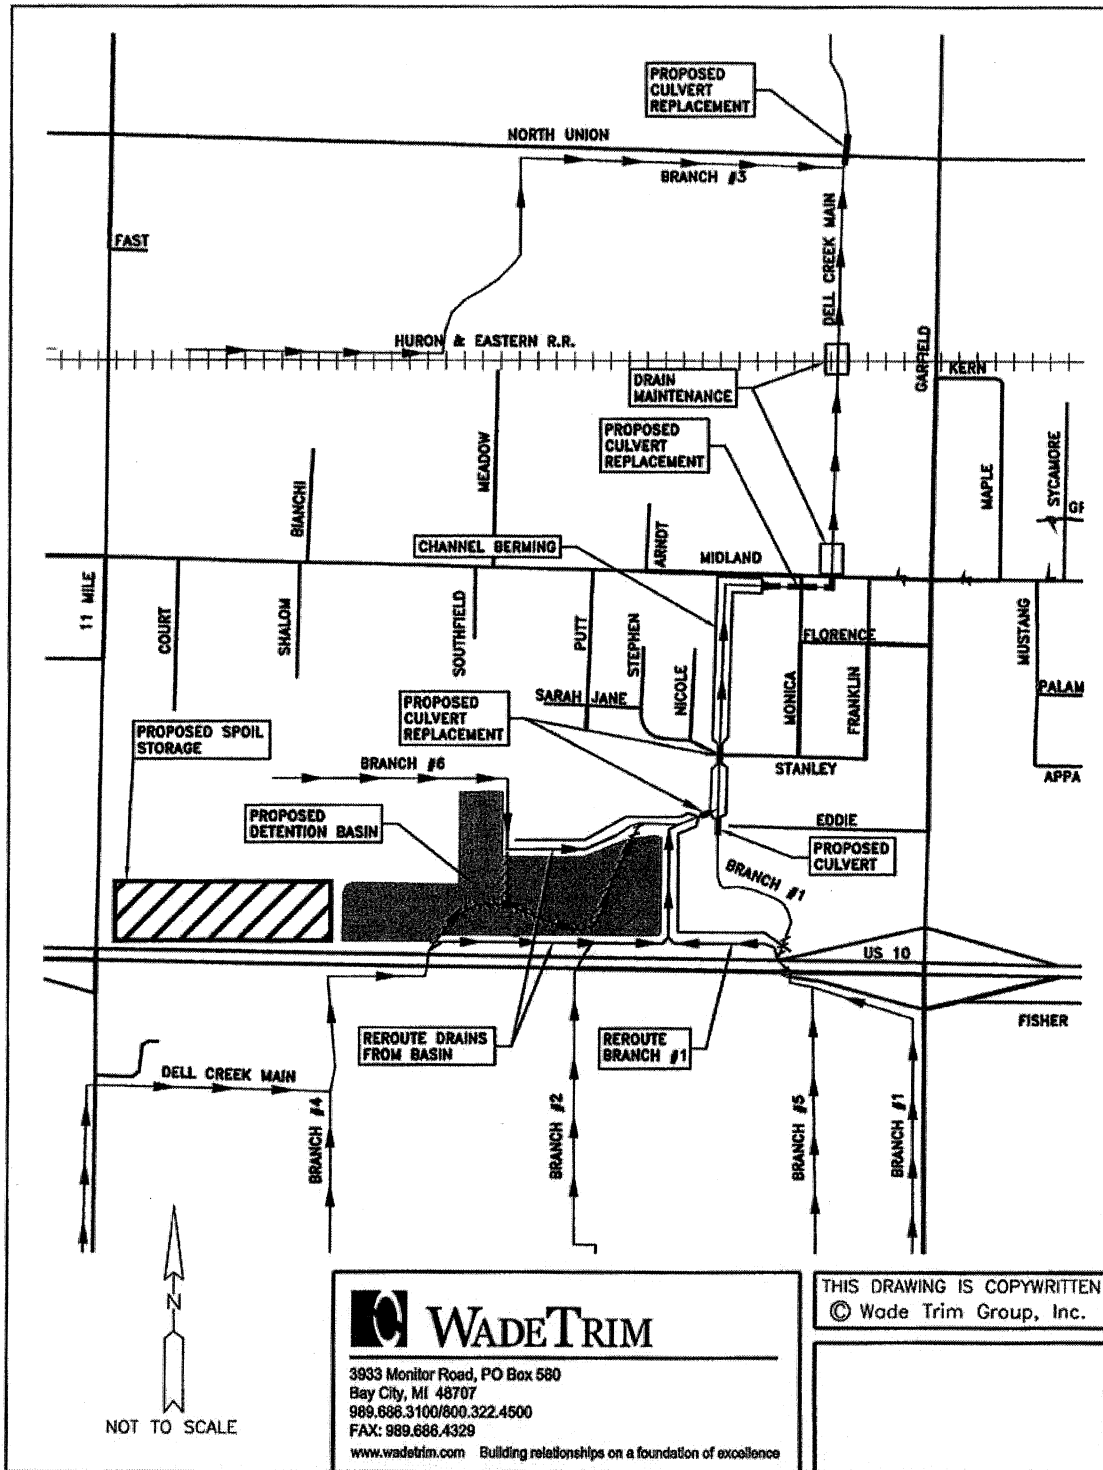 PROPOSED
CULVERT
REPLACEMENT
NORTH UNION
BRANCH #3
FAST
DELL CREEK MAIN
HURON & EASTERN R.R.
GARFIELD
KERN
DRAIN
MAINTENANCE
PROPOSED
CULVERT
REPLACEMENT
MEADOW
BIANCHI
MAPLE
SYCAMORE
CHANNEL BERMING
ARNDT
MIDLAND
11 MILE
COURT
SHALOM
SOUTHFIELD
PUTT
STEPHEN
NICOLE
SARAH JANE
MONICA
FLORENCE
FRANKLIN
MUSTANG
PALAM
PROPOSED
CULVERT
REPLACEMENT
PROPOSED SPOIL
STORAGE
BRANCH #6
STANLEY
APPA
PROPOSED
DETENTION BASIN
EDDIE
PROPOSED
CULVERT
BRANCH #1
US 10
FISHER
REROUTE DRAINS
FROM BASIN
REROUTE
BRANCH #1
DELL CREEK MAIN
BRANCH #4
BRANCH #2
BRANCH #5
BRANCH #1
N
NOT TO SCALE
WADETRIM
3933 Monitor Road, PO Box 580
Bay City, MI 48707
989.686.3100/800.322.4500
FAX: 989.686.4329
www.wadetrim.com Building relationships on a foundation of excellence
THIS DRAWING IS COPYWRITTEN
© Wade Trim Group, Inc.